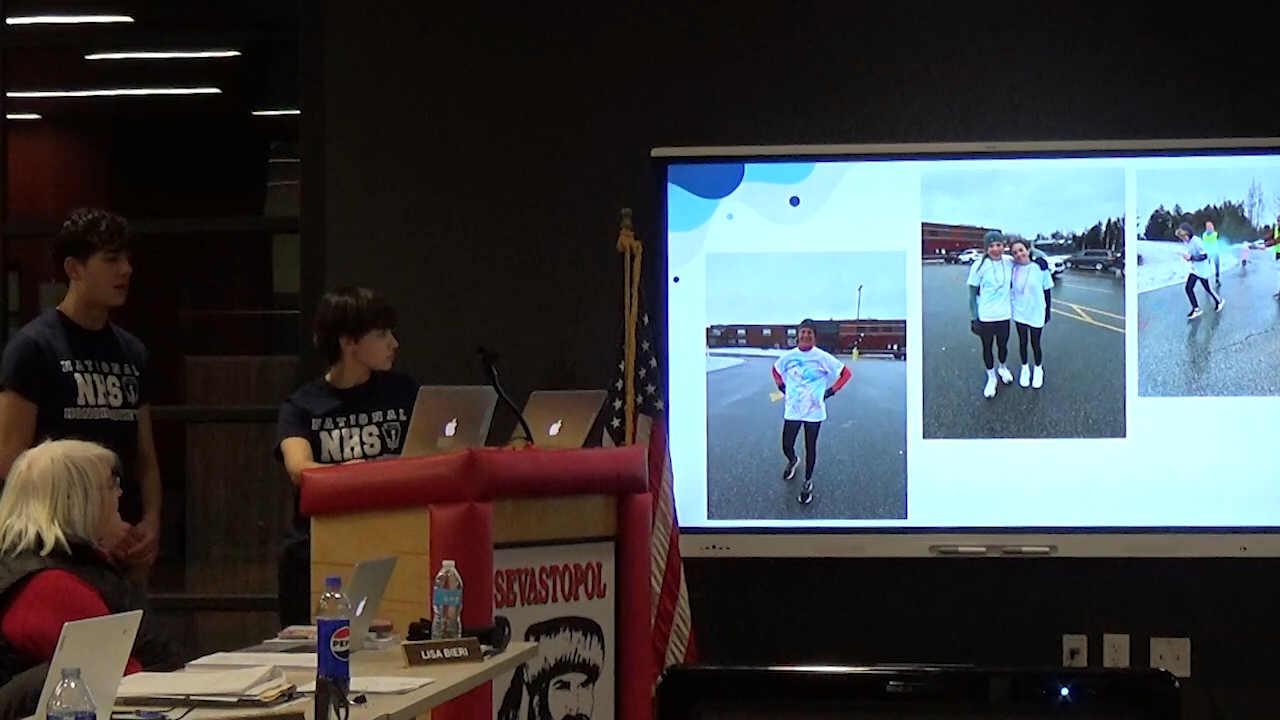 NATIONAL
NHS
NATIONAL
NHS
SEVASTOPOL
PEPSI
LISA BIERI